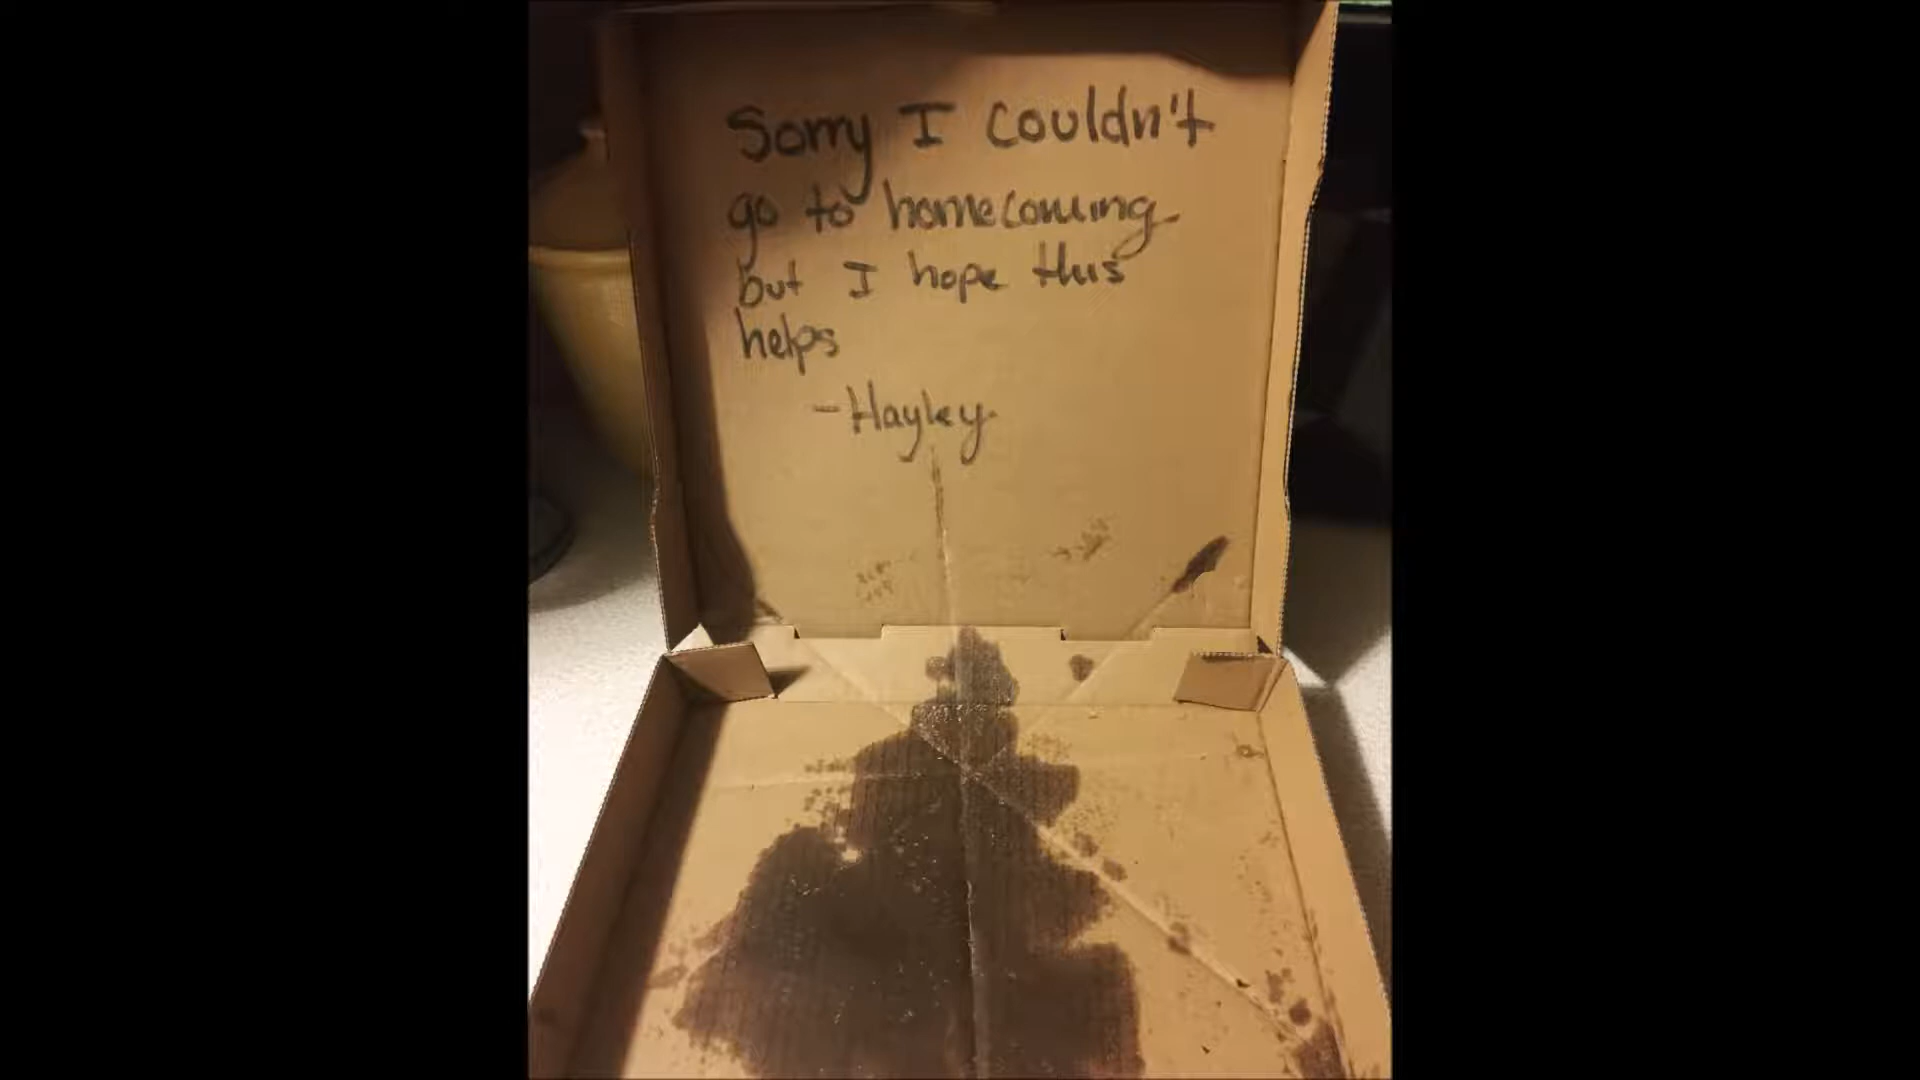 Sorry I couldn't
go to homecoming
but I hope this
helps
-Hayley